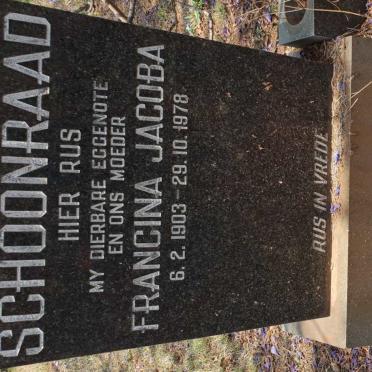 SCHOONRAAD
HIER RUS
MY DIERBARE EGGENOTE
EN ONS MOEDER
FRANCINA JACOBA
6. 2. 1903 — 29. 10. 1978
RUS IN VREDE